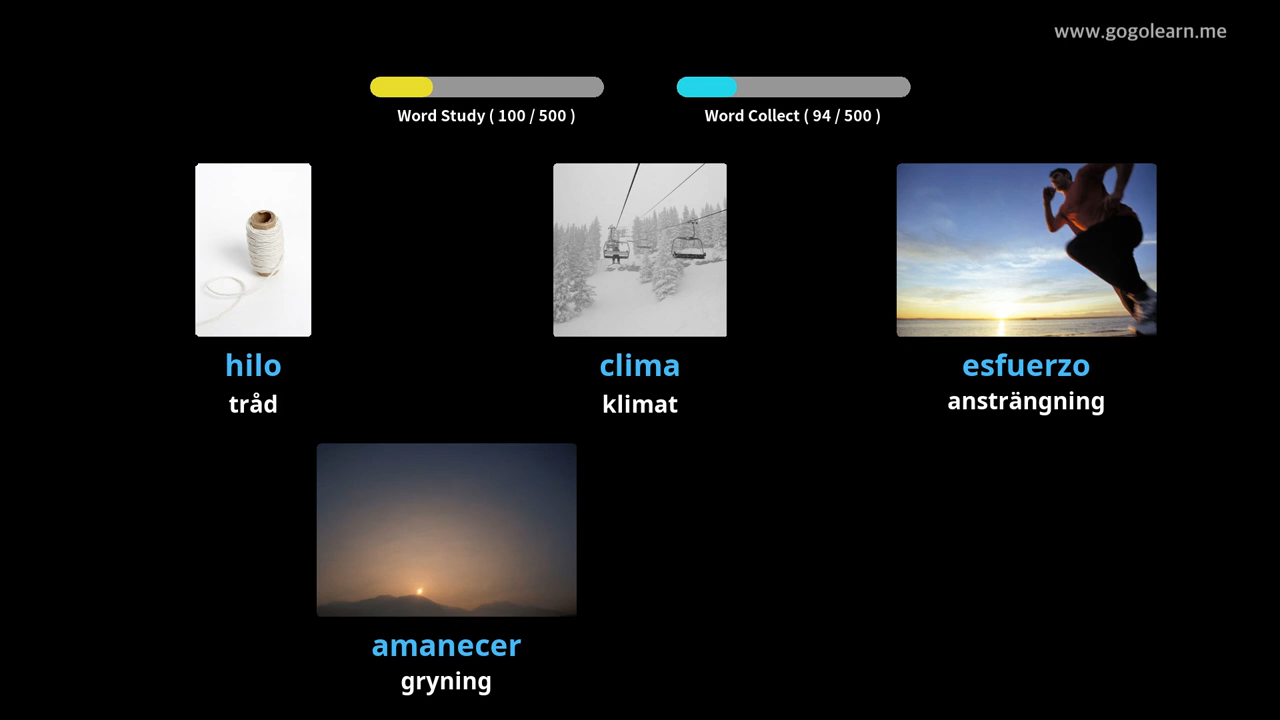 www.gogolearn.me
Word Study ( 100 / 500 )
Word Collect ( 94 / 500 )
hilo
tråd
clima
klimat
esfuerzo
ansträngning
amanecer
gryning